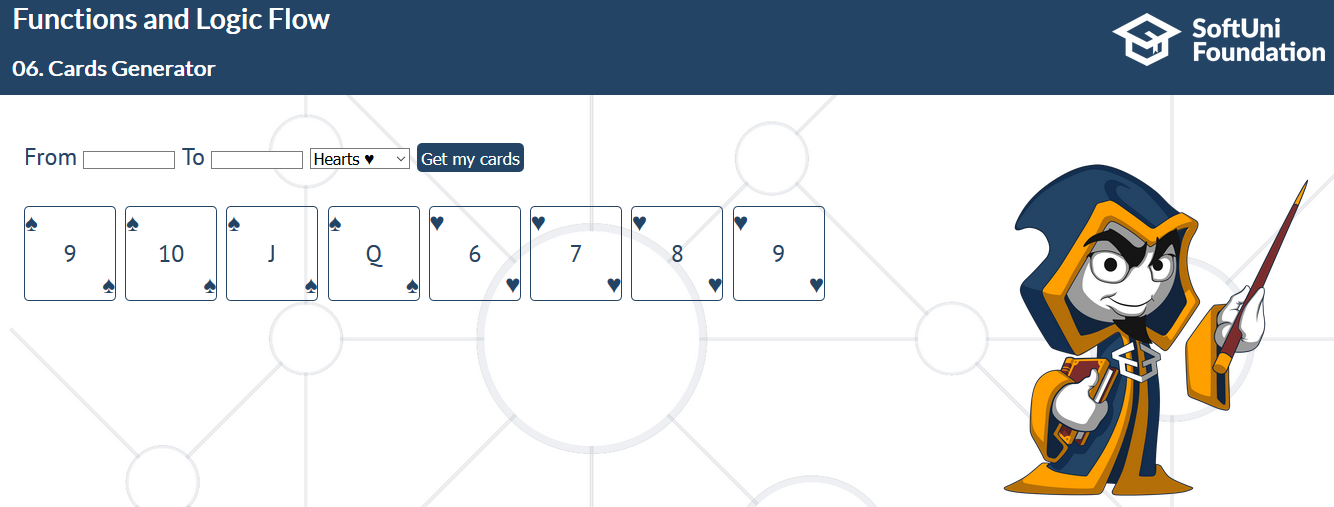 Functions and Logic Flow
06. Cards Generator
SoftUni
Foundation
From To Hearts ♥ Get my cards
♠ ♠ ♠ ♠ ♥ ♥ ♥ ♥
9 10 J Q 6 7 8 9
♠ ♠ ♠ ♠ ♥ ♥ ♥ ♥